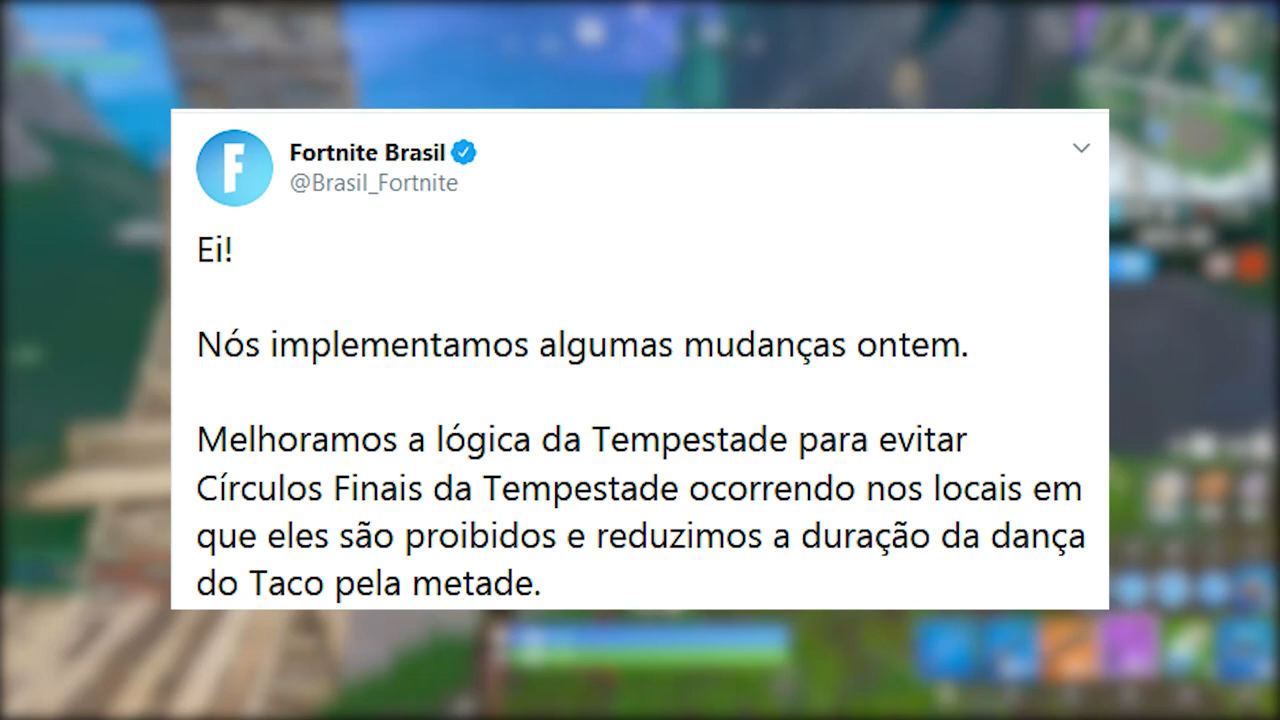 F
Fortnite Brasil
@Brasil_Fortnite
Ei!
Nós implementamos algumas mudanças ontem.
Melhoramos a lógica da Tempestade para evitar
Círculos Finais da Tempestade ocorrendo nos locais em
que eles são proibidos e reduzimos a duração da dança
do Taco pela metade.